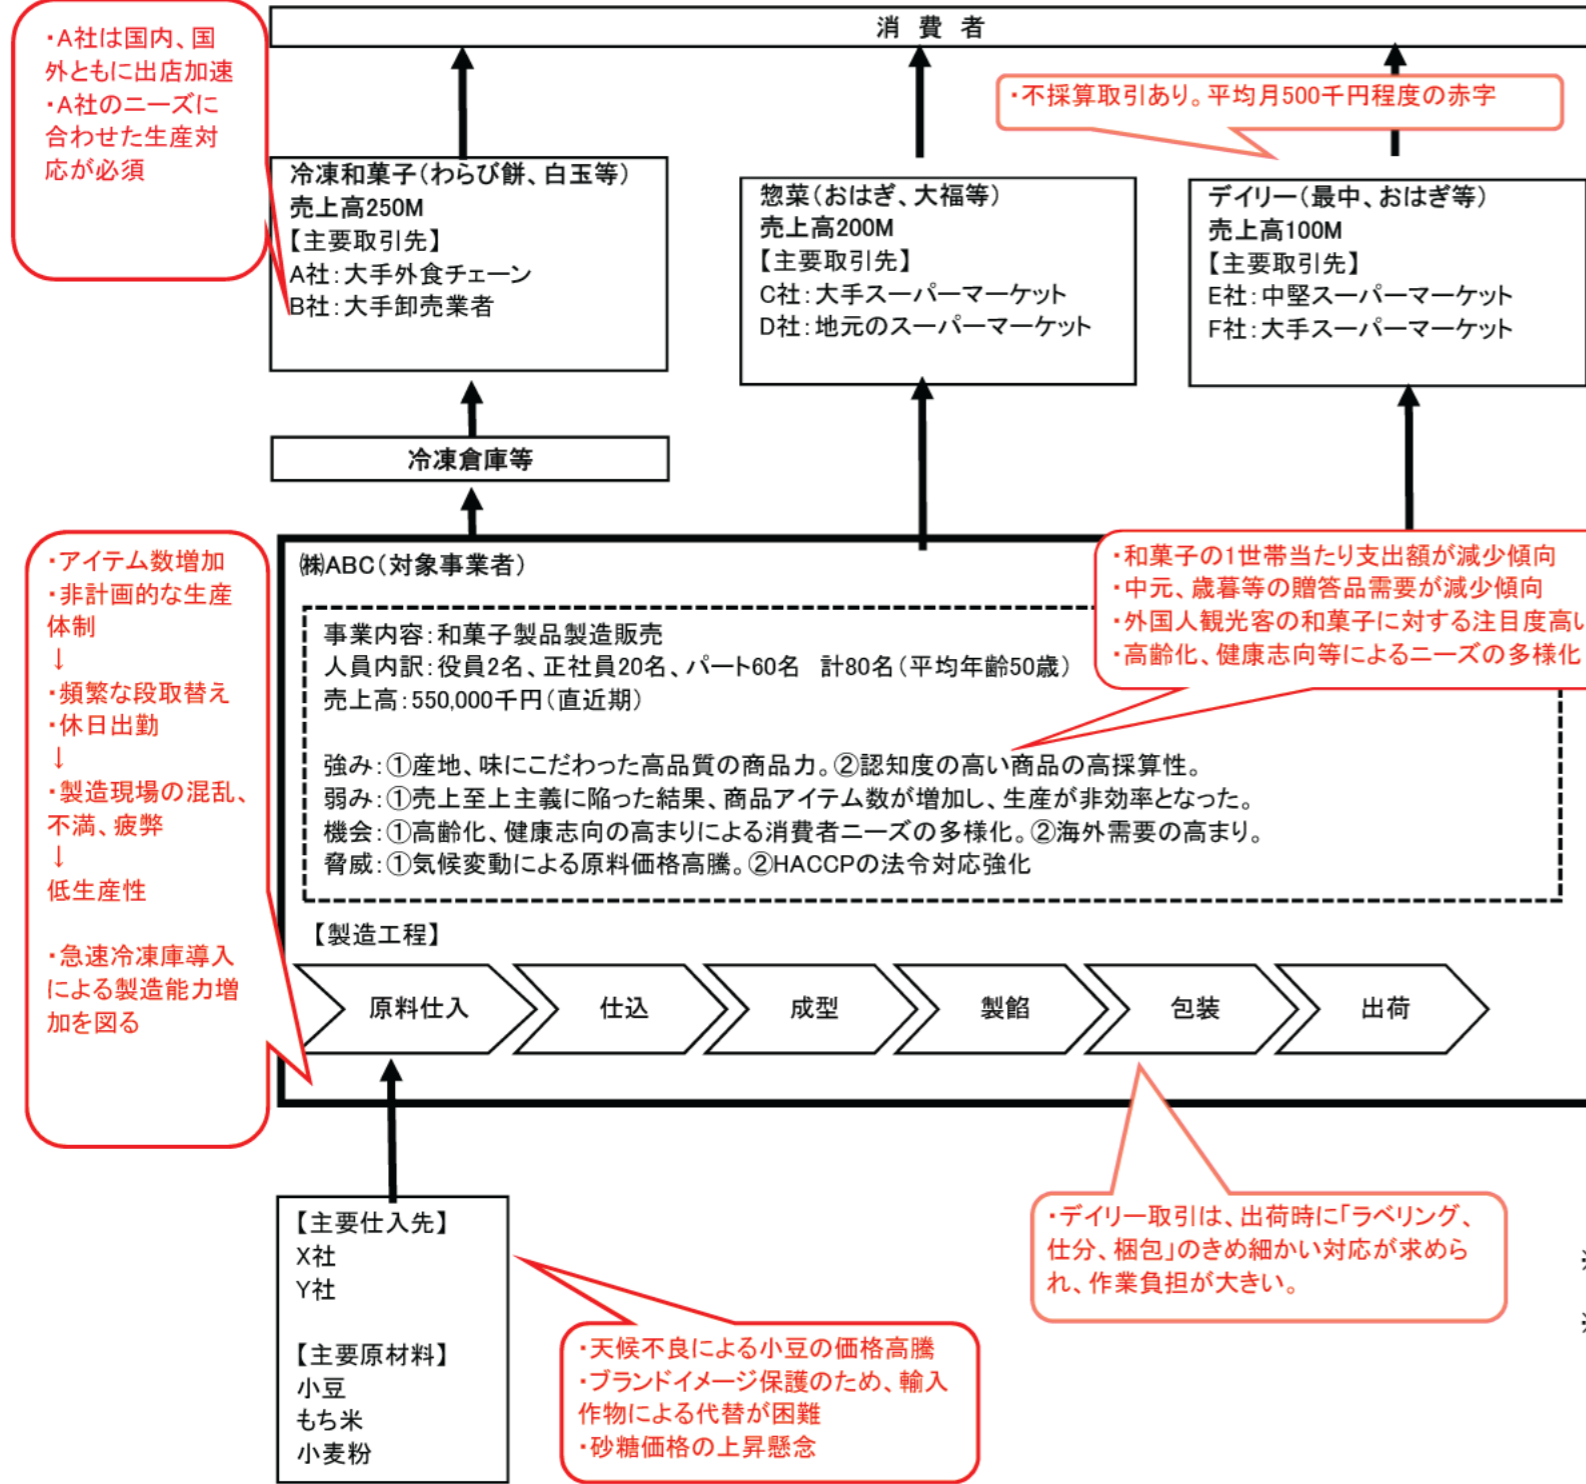 消 費 者
・A社は国内、国
外ともに出店加速
・A社のニーズに
合わせた生産対
応が必須
・不採算取引あり。平均月500千円程度の赤字
冷凍和菓子(わらび餅、白玉等)
売上高250M
【主要取引先】
A社:大手外食チェーン
B社:大手卸売業者
惣菜(おはぎ、大福等)
売上高200M
【主要取引先】
C社:大手スーパーマーケット
D社:地元のスーパーマーケット
デイリー(最中、おはぎ等)
売上高100M
【主要取引先】
E社:中堅スーパーマーケット
F社:大手スーパーマーケット
冷凍倉庫等
・アイテム数増加
・非計画的な生産
体制
↓
・頻繁な段取替え
・休日出勤
↓
・製造現場の混乱、
不満、疲弊
↓
低生産性
・急速冷凍庫導入
による製造能力増
加を図る
㈱ABC(対象事業者)
・和菓子の1世帯当たり支出額が減少傾向
・中元、歳暮等の贈答品需要が減少傾向
・外国人観光客の和菓子に対する注目度高い
・高齢化、健康志向等によるニーズの多様化
事業内容:和菓子製品製造販売
人員内訳:役員2名、正社員20名、パート60名 計80名(平均年齢50歳)
売上高:550,000千円(直近期)
強み:①産地、味にこだわった高品質の商品力。②認知度の高い商品の高採算性。
弱み:①売上至上主義に陥った結果、商品アイテム数が増加し、生産が非効率となった。
機会:①高齢化、健康志向の高まりによる消費者ニーズの多様化。②海外需要の高まり。
脅威:①気候変動による原料価格高騰。②HACCPの法令対応強化
【製造工程】
原料仕入
仕込
成型
製餡
包装
出荷
【主要仕入先】
X社
Y社
【主要原材料】
小豆
もち米
小麦粉
・天候不良による小豆の価格高騰
・ブランドイメージ保護のため、輸入
作物による代替が困難
・砂糖価格の上昇懸念
・デイリー取引は、出荷時に「ラベリング、
仕分、梱包」のきめ細かい対応が求めら
れ、作業負担が大きい。